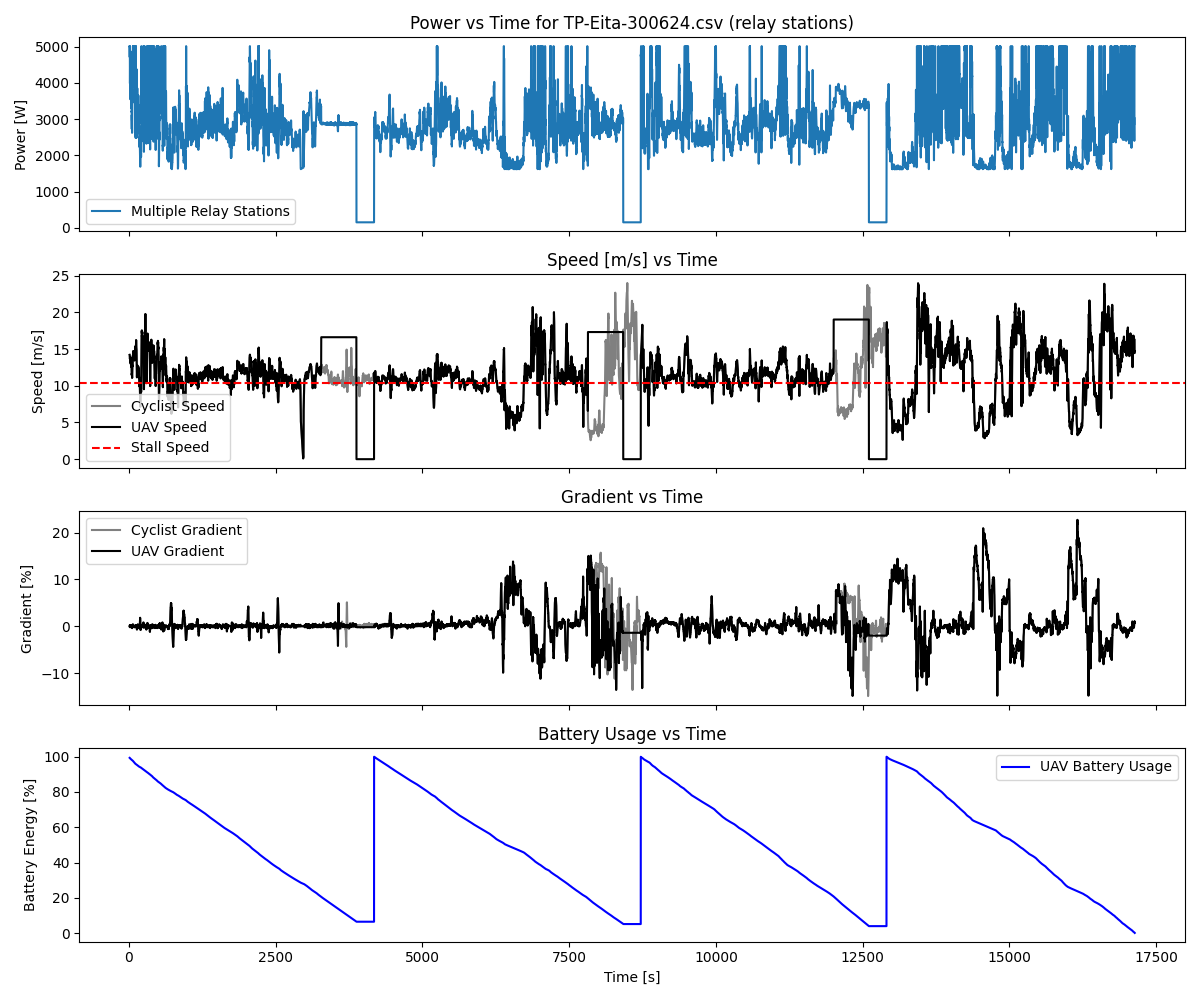 Power vs Time for TP-Eita-300624.csv (relay stations)
5000
4000
3000
2000
1000
0
Power [W]
Multiple Relay Stations
Speed [m/s] vs Time
25
20
15
10
5
0
Speed [m/s]
Cyclist Speed
UAV Speed
Stall Speed
Gradient vs Time
20
10
0
−10
Gradient [%]
Cyclist Gradient
UAV Gradient
Battery Usage vs Time
100
80
60
40
20
0
Battery Energy [%]
UAV Battery Usage
0 2500 5000 7500 10000 12500 15000 17500
Time [s]